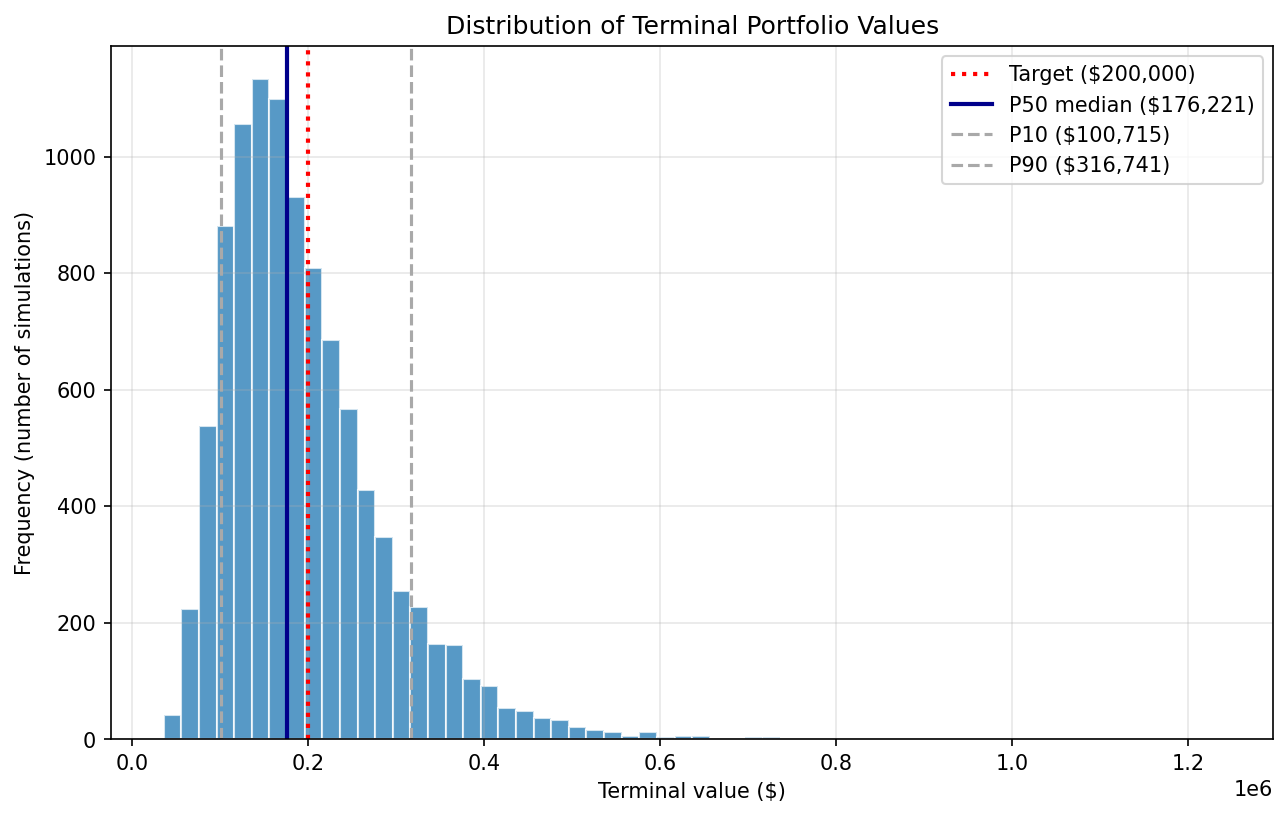 Distribution of Terminal Portfolio Values
Target ($200,000)
P50 median ($176,221)
P10 ($100,715)
P90 ($316,741)
Frequency (number of simulations)
1000
800
600
400
200
0
0.0 0.2 0.4 0.6 0.8 1.0 1.2
1e6
Terminal value ($)